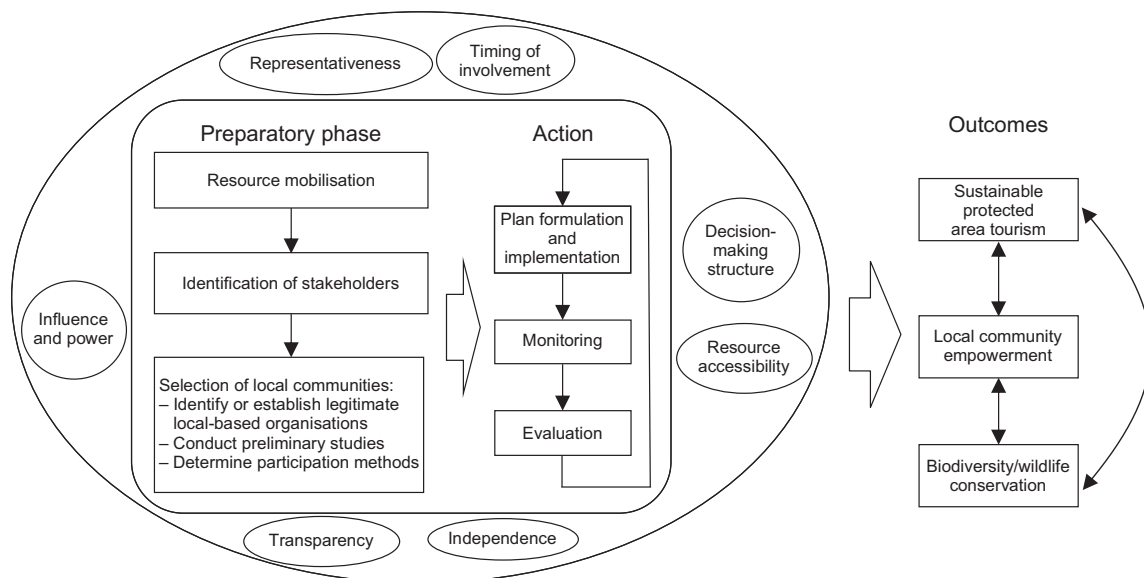 Representativeness
Timing of
involvement
Preparatory phase
Resource mobilisation
Identification of stakeholders
Selection of local communities:
– Identify or establish legitimate
local-based organisations
– Conduct preliminary studies
– Determine participation methods
Action
Plan formulation
and
implementation
Monitoring
Evaluation
Influence
and power
Decision-
making
structure
Resource
accessibility
Transparency
Independence
Outcomes
Sustainable
protected
area tourism
Local community
empowerment
Biodiversity/wildlife
conservation